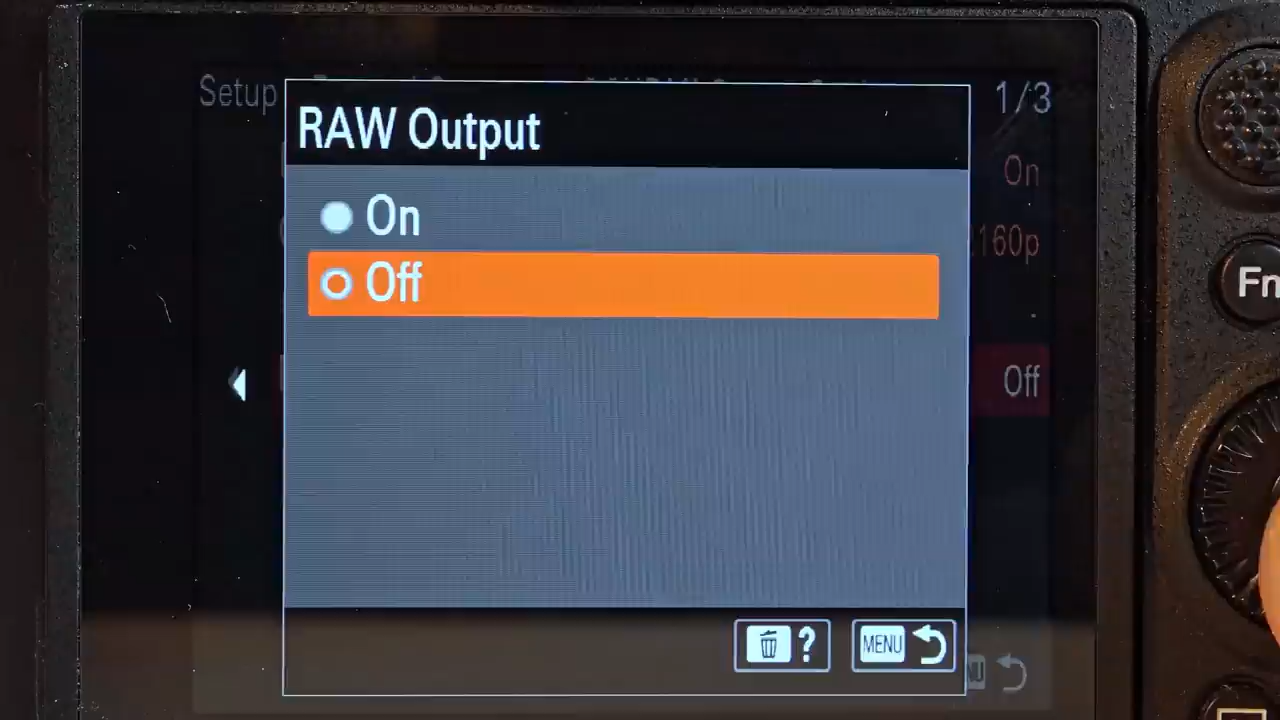 Setup
1/3
RAW Output
On
On
160p
Off
Off
Fn
?
MENU